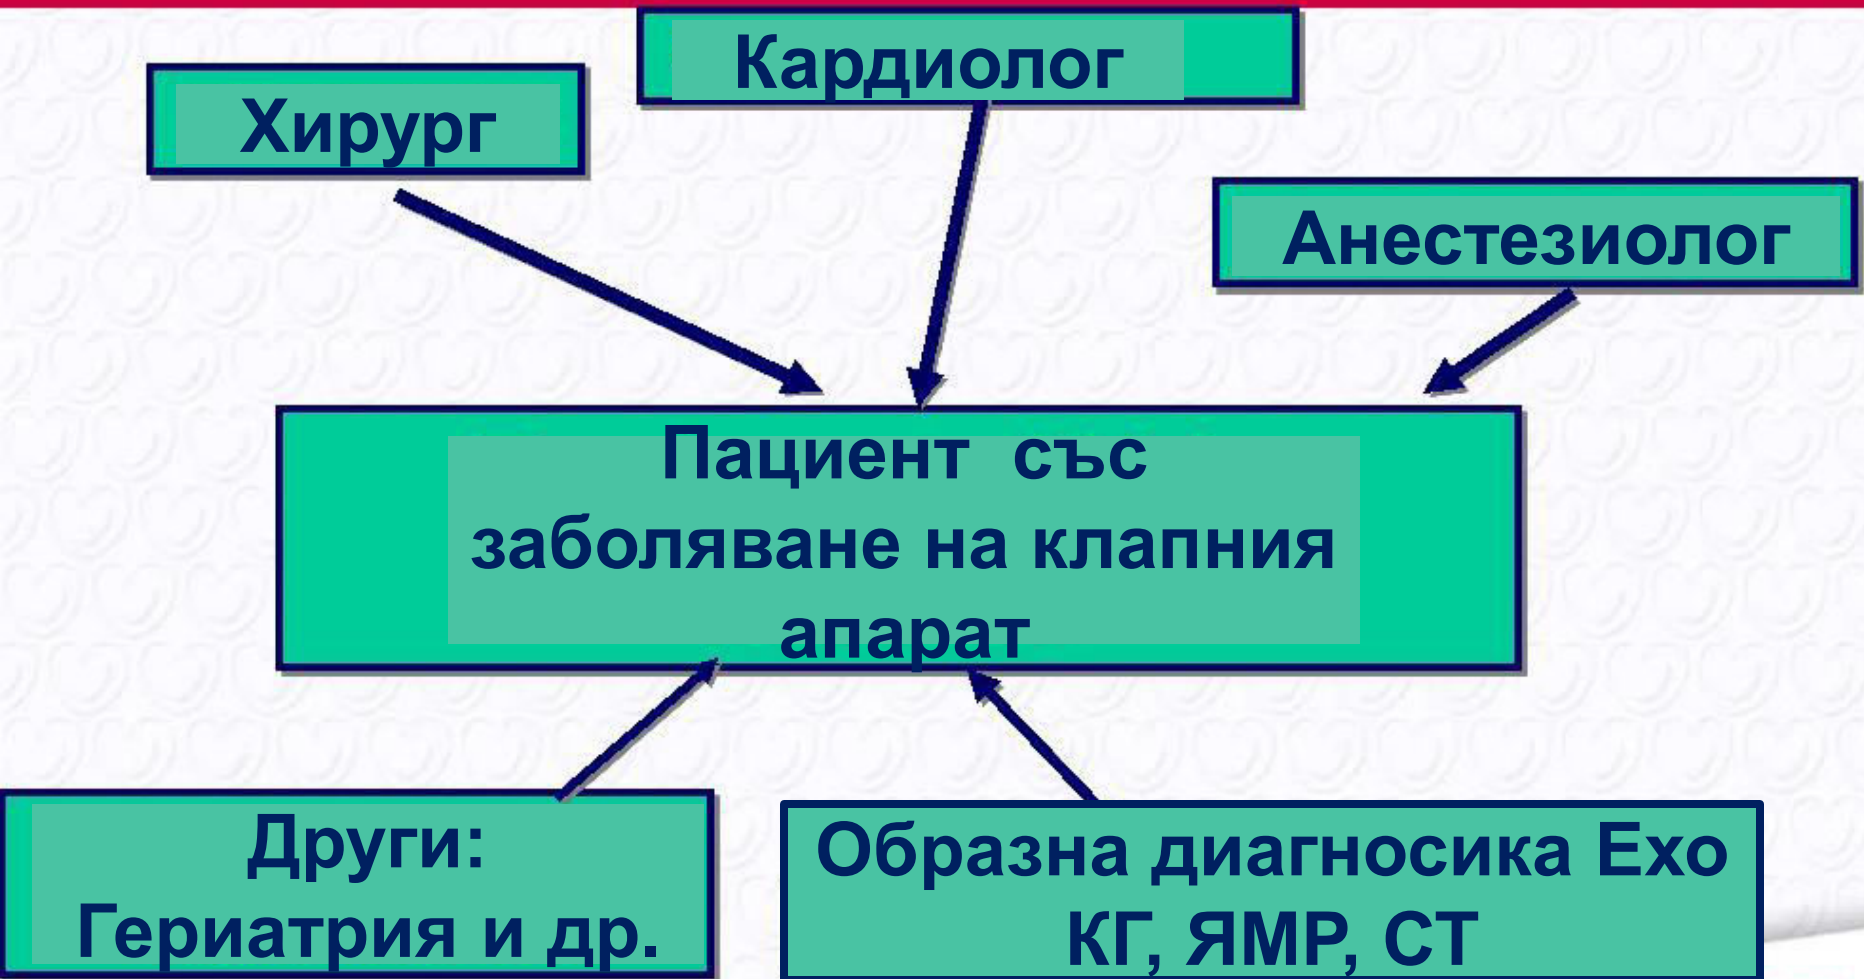 Кардиолог
Хирург
Анестезиолог
Пациент със
заболяване на клапния
апарат
Други:
Гериатрия и др.
Образна диагносика Ехо
КГ, ЯМР, СТ